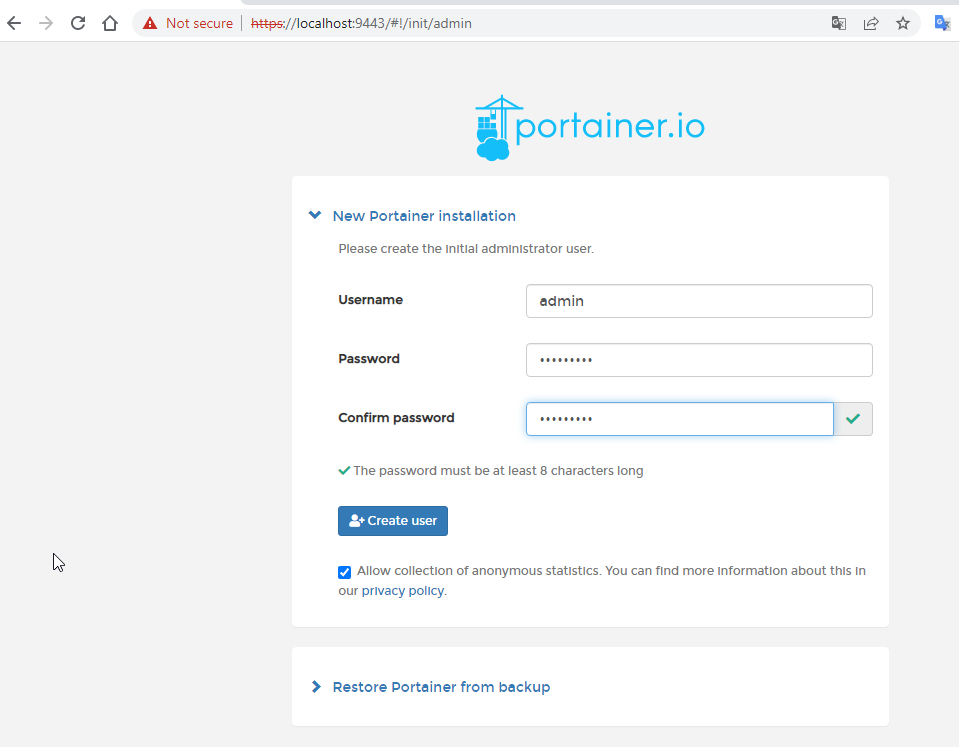 Not secure | https://localhost:9443/#!/init/admin
portainer.io
New Portainer installation
Please create the initial administrator user.
Username
admin
Password
•••••••••
Confirm password
•••••••••
The password must be at least 8 characters long
Create user
Allow collection of anonymous statistics. You can find more information about this in
our privacy policy.
Restore Portainer from backup